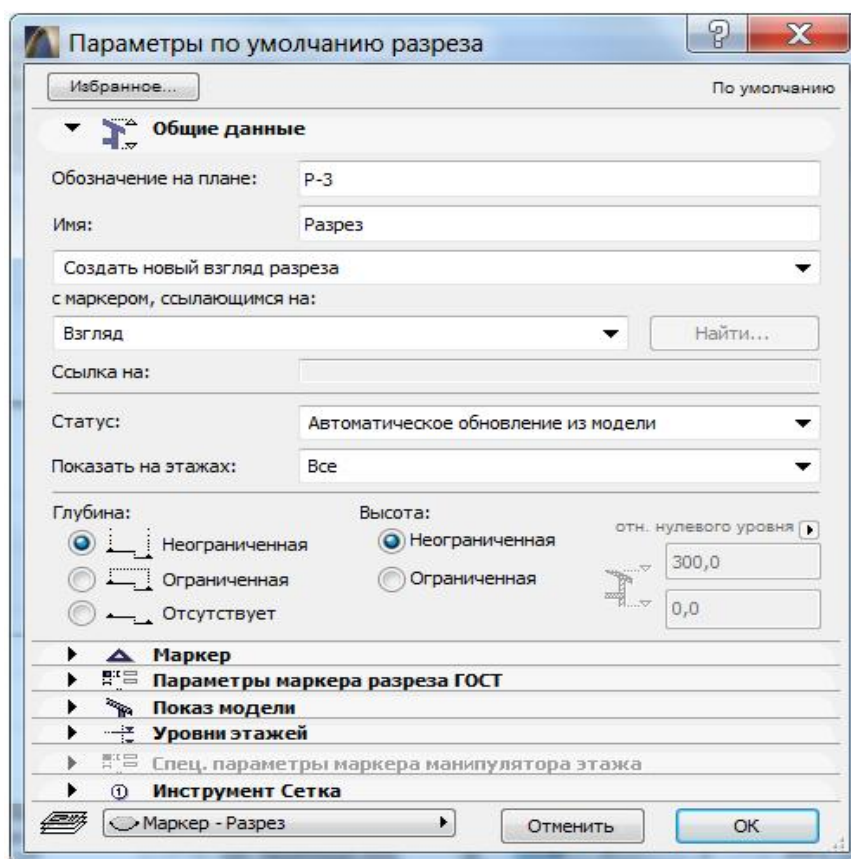 Параметры по умолчанию разреза
Избранное... По умолчанию
Общие данные
Обозначение на плане: Р-3
Имя: Разрез
Создать новый взгляд разреза
с маркером, ссылающимся на:
Взгляд Найти...
Ссылка на:
Статус: Автоматическое обновление из модели
Показать на этажах: Все
Глубина: Высота:
отн. нулевого уровня
Неограниченная Неограниченная
300,0
Ограниченная Ограниченная
Отсутствует 0,0
Маркер
Параметры маркера разреза ГОСТ
Показ модели
Уровни этажей
Спец. параметры маркера манипулятора этажа
Инструмент Сетка
Маркер - Разрез Отменить ОК